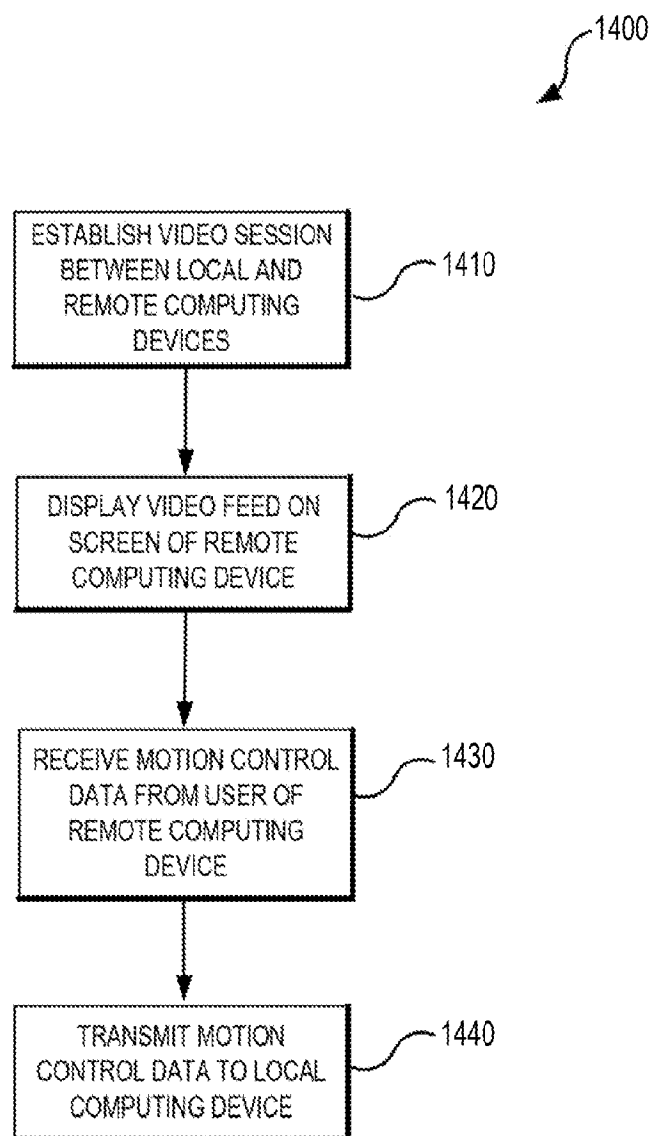 1400
ESTABLISH VIDEO SESSION
BETWEEN LOCAL AND
REMOTE COMPUTING
DEVICES
1410
DISPLAY VIDEO FEED ON
SCREEN OF REMOTE
COMPUTING DEVICE
1420
RECEIVE MOTION CONTROL
DATA FROM USER OF
REMOTE COMPUTING
DEVICE
1430
TRANSMIT MOTION
CONTROL DATA TO LOCAL
COMPUTING DEVICE
1440